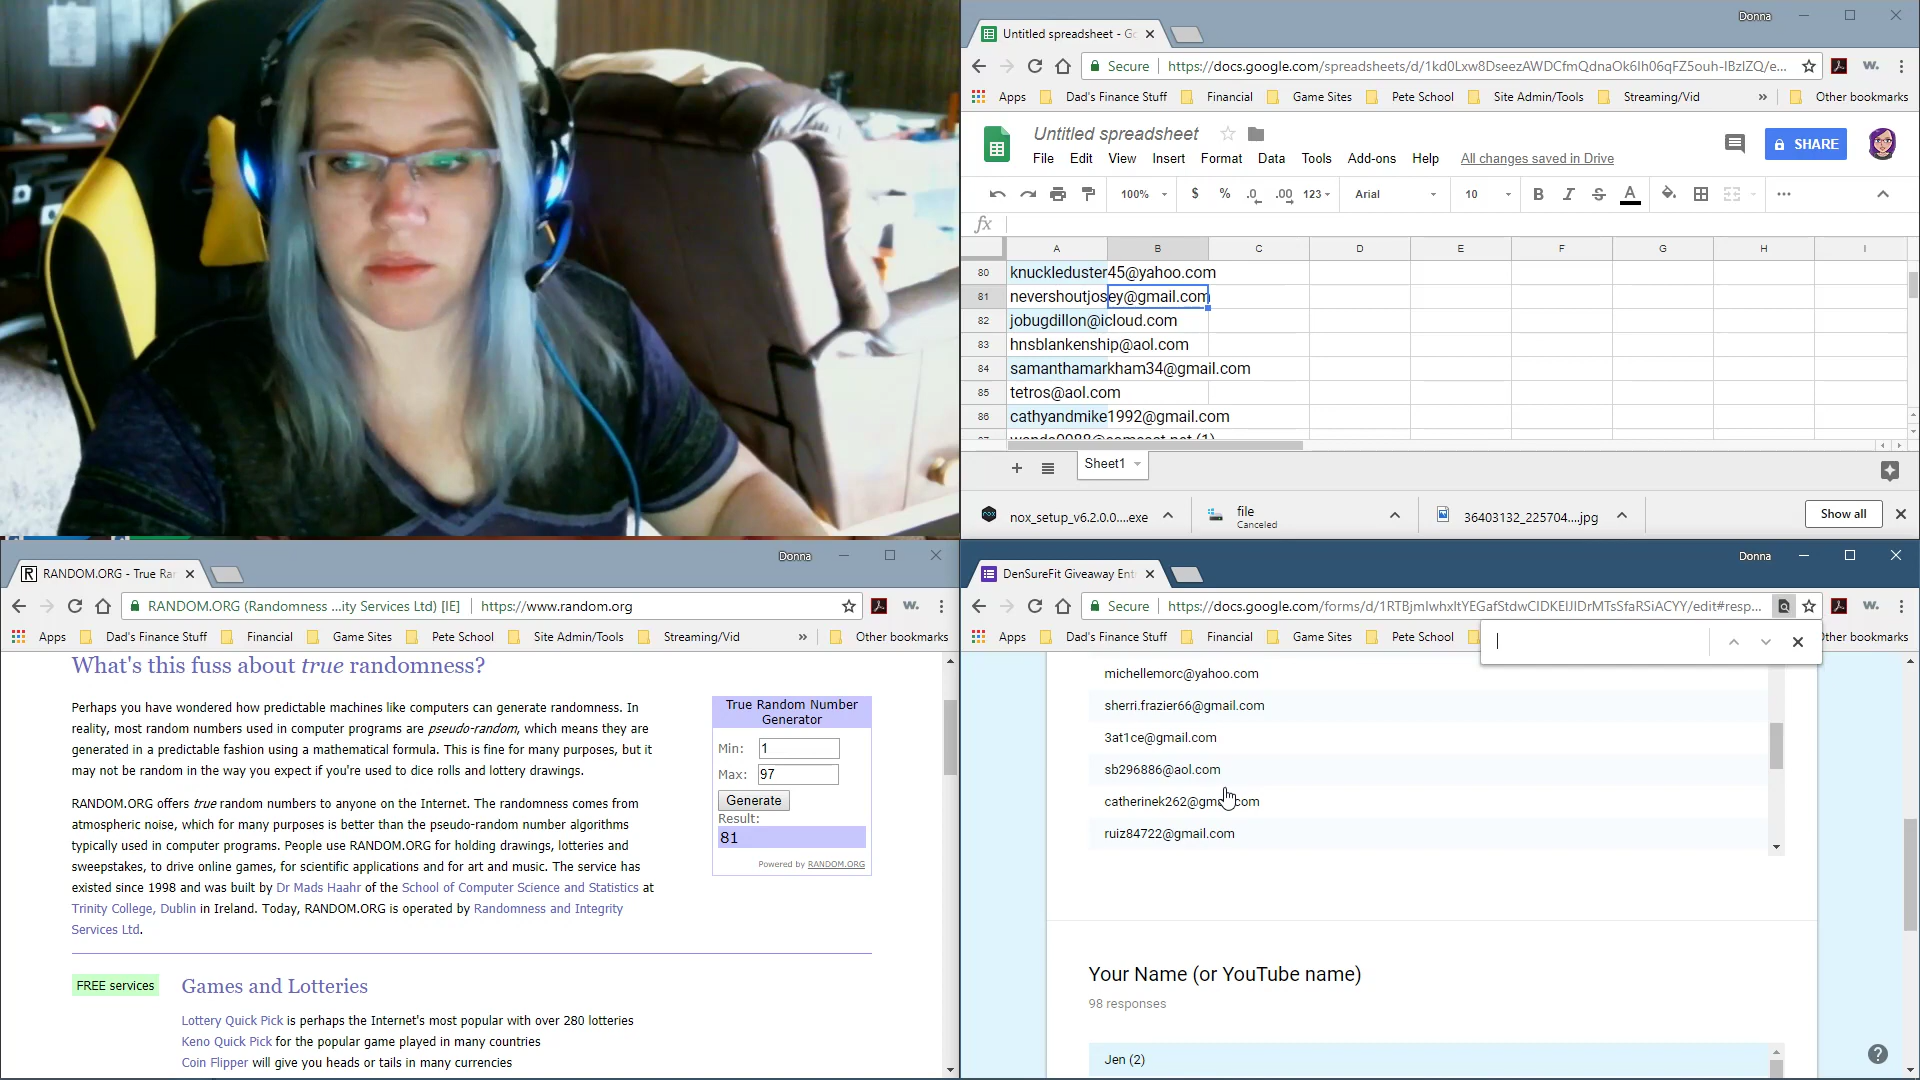 Donna
Untitled spreadsheet - Go
Secure
https://docs.google.com/spreadsheets/d/1kd0Lxw8DseezAWDCfmQdnaOk6Ih06qFZ5ouh-IBzIZQ/e...
w.
Apps
Dad's Finance Stuff
Financial
Game Sites
Pete School
Site Admin/Tools
Streaming/Vid
»
Other bookmarks
Untitled spreadsheet
File Edit View Insert Format Data Tools Add-ons Help All changes saved in Drive
SHARE
100% $ % .0 .00 123 Arial 10 B I S A ...
fx
A B C D E F G H I
80 knuckleduster45@yahoo.com
81 nevershoutjosey@gmail.com
82 jobugdillon@icloud.com
83 hnsblankenship@aol.com
84 samanthamarkham34@gmail.com
85 tetros@aol.com
86 cathyandmike1992@gmail.com
+ Sheet1
nox_setup_v6.2.0.0....exe
file
Canceled
36403132_225704....jpg
Show all
Donna
RANDOM.ORG - True Ra
RANDOM.ORG (Randomness ...ity Services Ltd) [IE]
https://www.random.org
w.
Apps
Dad's Finance Stuff
Financial
Game Sites
Pete School
Site Admin/Tools
Streaming/Vid
»
Other bookmarks
What's this fuss about true randomness?
Perhaps you have wondered how predictable machines like computers can generate randomness. In
reality, most random numbers used in computer programs are pseudo-random, which means they are
generated in a predictable fashion using a mathematical formula. This is fine for many purposes, but it
may not be random in the way you expect if you're used to dice rolls and lottery drawings.
RANDOM.ORG offers true random numbers to anyone on the Internet. The randomness comes from
atmospheric noise, which for many purposes is better than the pseudo-random number algorithms
typically used in computer programs. People use RANDOM.ORG for holding drawings, lotteries and
sweepstakes, to drive online games, for scientific applications and for art and music. The service has
existed since 1998 and was built by Dr Mads Haahr of the School of Computer Science and Statistics at
Trinity College, Dublin in Ireland. Today, RANDOM.ORG is operated by Randomness and Integrity
Services Ltd.
True Random Number
Generator
Min: 1
Max: 97
Generate
Result:
81
Powered by RANDOM.ORG
FREE services
Games and Lotteries
Lottery Quick Pick is perhaps the Internet's most popular with over 280 lotteries
Keno Quick Pick for the popular game played in many countries
Coin Flipper will give you heads or tails in many currencies
Donna
DenSureFit Giveaway Ent
Secure
https://docs.google.com/forms/d/1RTBjmIwhxItYEGafStdwCIDKEIJIDrMTsSfaRSiACYY/edit#resp...
w.
Apps
Dad's Finance Stuff
Financial
Game Sites
Pete School
ther bookmarks
michellemorc@yahoo.com
sherri.frazier66@gmail.com
3at1ce@gmail.com
sb296886@aol.com
catherinek262@gmail.com
ruiz84722@gmail.com
Your Name (or YouTube name)
98 responses
Jen (2)
?